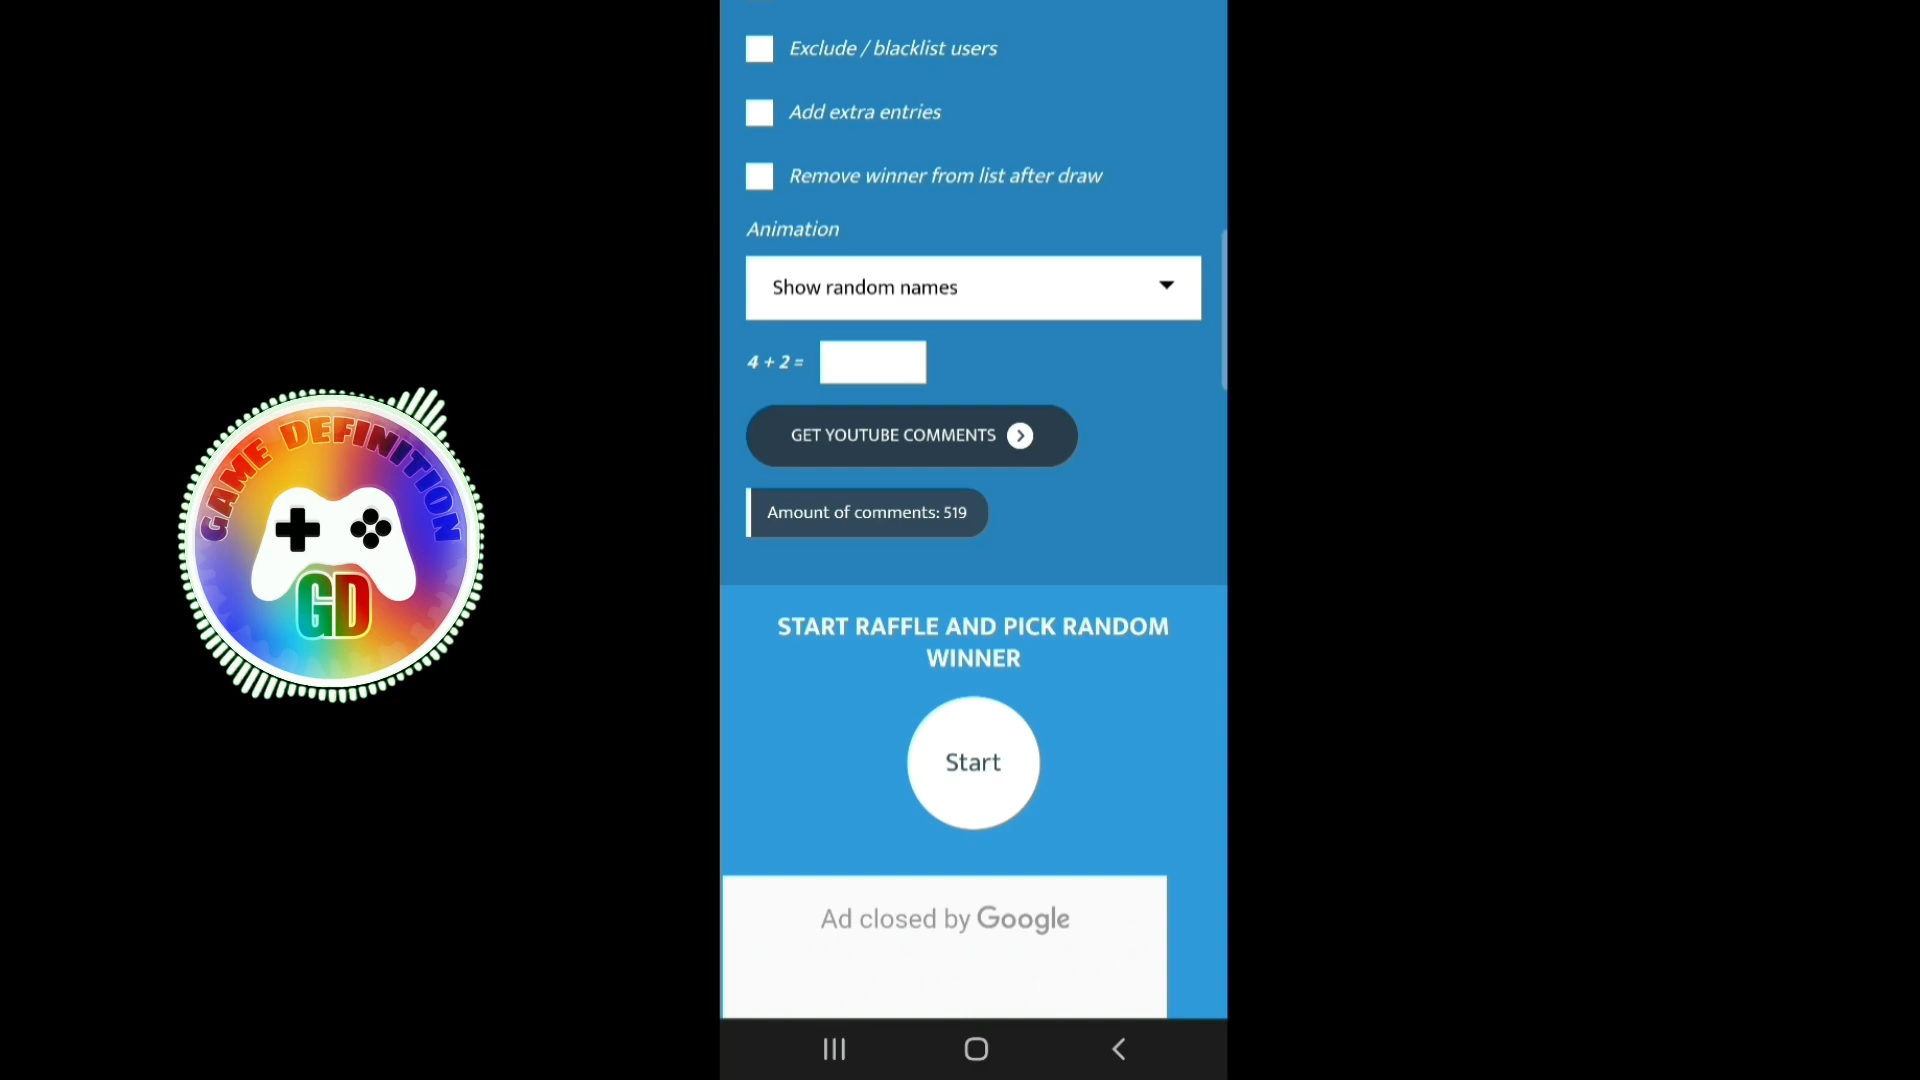 Exclude / blacklist users
Add extra entries
Remove winner from list after draw
Animation
Show random names
4 + 2 =
GET YOUTUBE COMMENTS
Amount of comments: 519
GAME DEFINITION
GD
START RAFFLE AND PICK RANDOM
WINNER
Start
Ad closed by Google